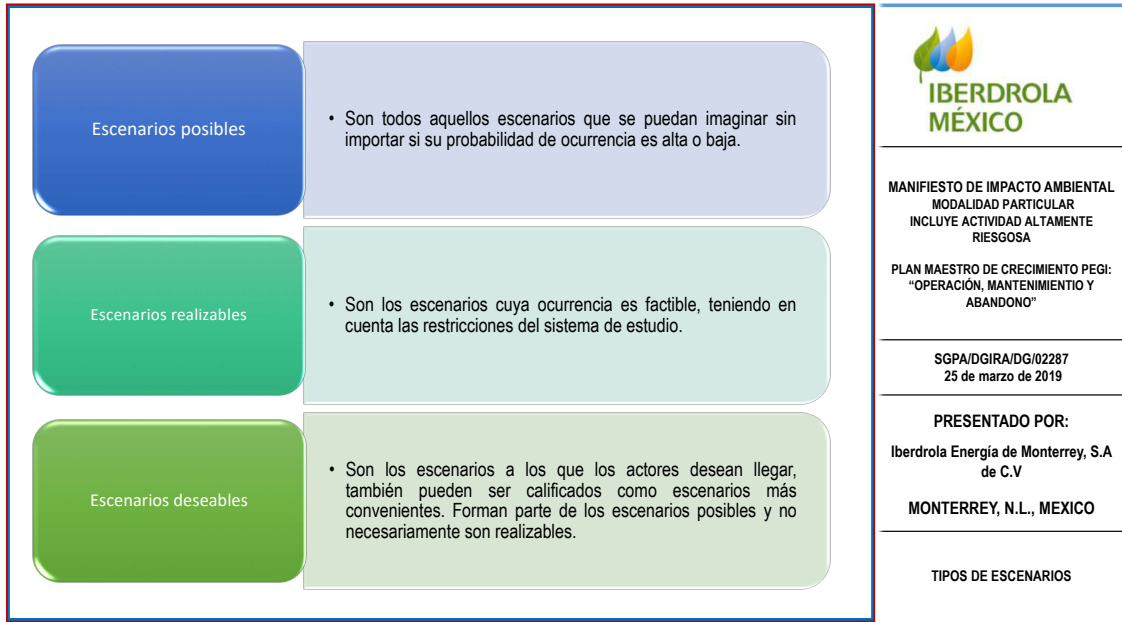 Escenarios posibles
• Son todos aquellos escenarios que se puedan imaginar sin
importar si su probabilidad de ocurrencia es alta o baja.
Escenarios realizables
• Son los escenarios cuya ocurrencia es factible, teniendo en
cuenta las restricciones del sistema de estudio.
Escenarios deseables
• Son los escenarios a los que los actores desean llegar,
también pueden ser calificados como escenarios más
convenientes. Forman parte de los escenarios posibles y no
necesariamente son realizables.
IBERDROLA
MÉXICO
MANIFIESTO DE IMPACTO AMBIENTAL
MODALIDAD PARTICULAR
INCLUYE ACTIVIDAD ALTAMENTE
RIESGOSA
PLAN MAESTRO DE CRECIMIENTO PEGI:
“OPERACIÓN, MANTENIMIENTIO Y
ABANDONO”
SGPA/DGIRA/DG/02287
25 de marzo de 2019
PRESENTADO POR:
Iberdrola Energía de Monterrey, S.A
de C.V
MONTERREY, N.L., MEXICO
TIPOS DE ESCENARIOS